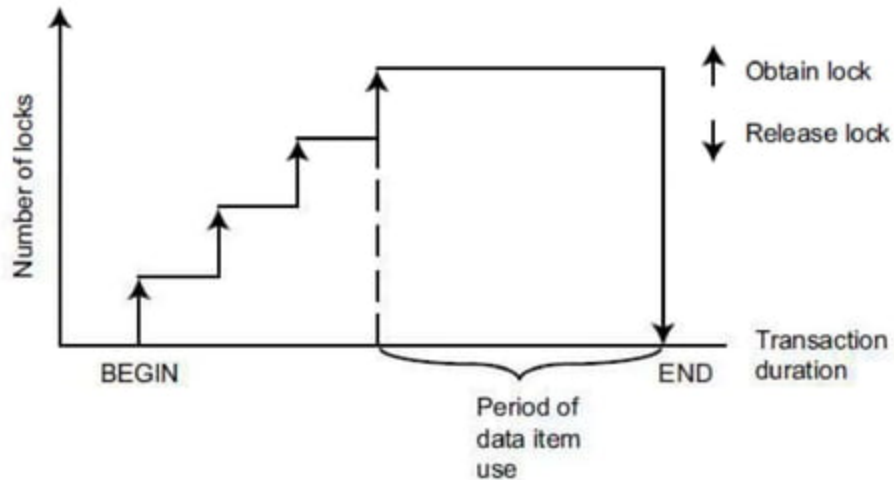 Number of locks
Obtain lock
Release lock
BEGIN
END
Transaction
duration
Period of
data item
use